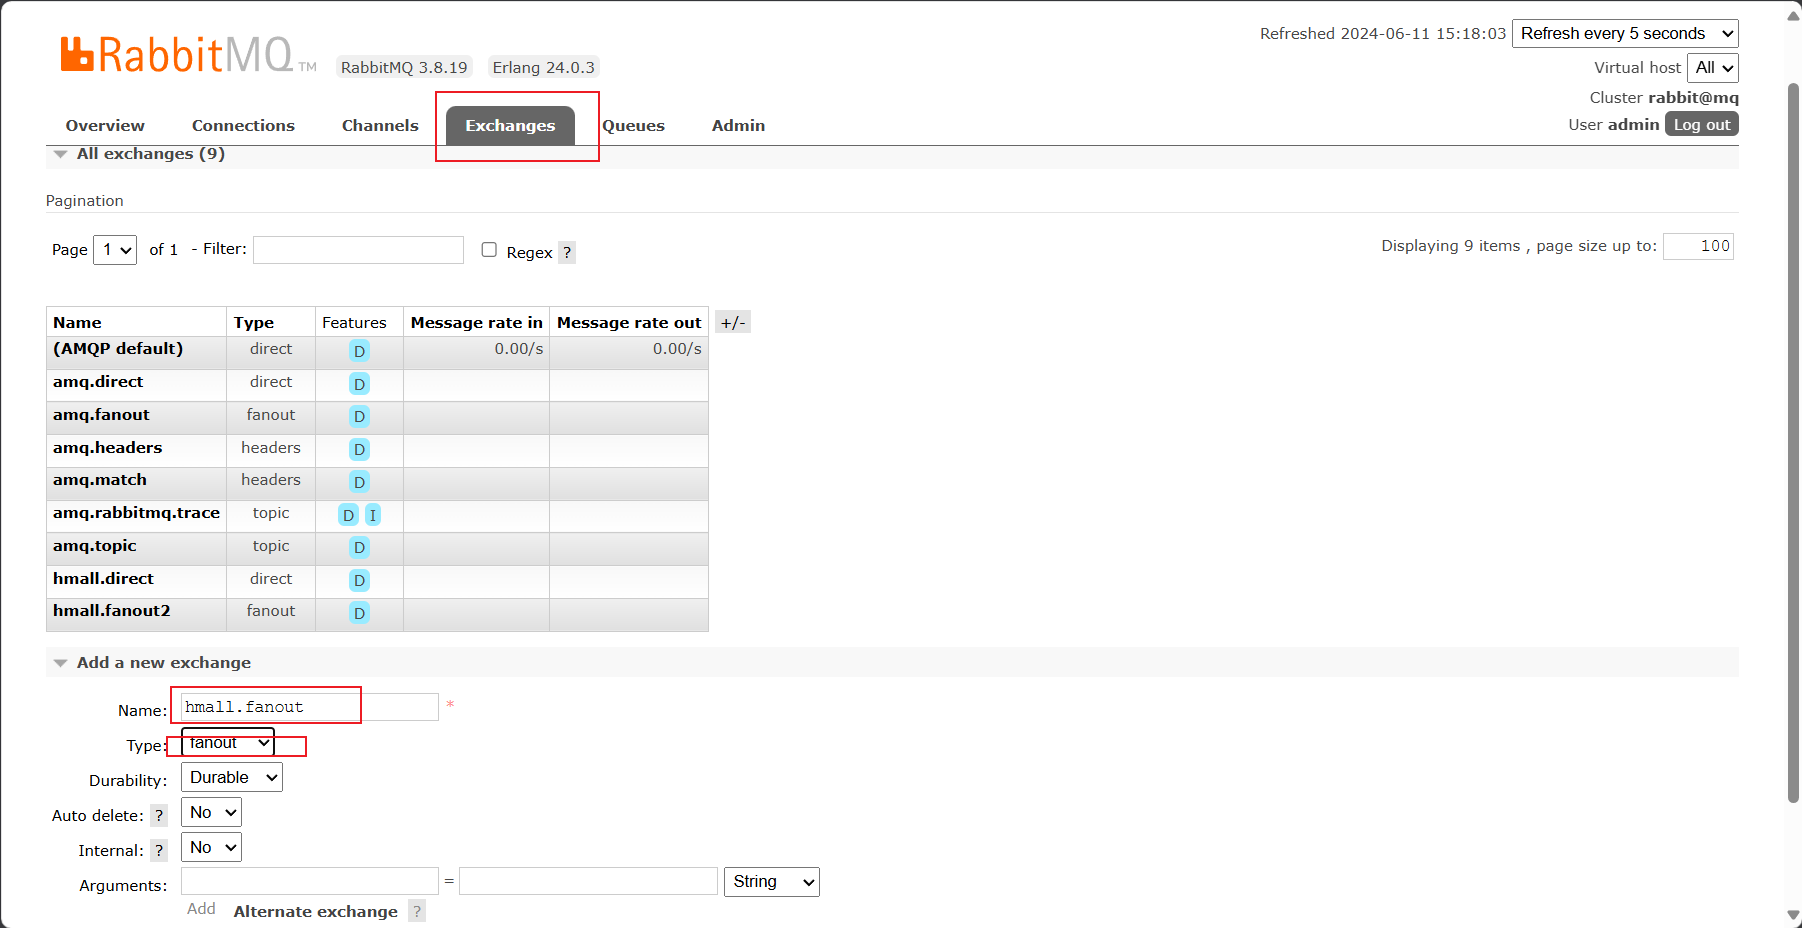 Refreshed 2024-06-11 15:18:03 Refresh every 5 seconds
RabbitMQ TM RabbitMQ 3.8.19 Erlang 24.0.3
Virtual host All
Cluster rabbit@mq
User admin Log out
Overview Connections Channels Exchanges Queues Admin
All exchanges (9)
Pagination
Page 1 of 1 - Filter: Regex ? Displaying 9 items , page size up to: 100
Name Type Features Message rate in Message rate out +/-
(AMQP default) direct D 0.00/s 0.00/s
amq.direct direct D
amq.fanout fanout D
amq.headers headers D
amq.match headers D
amq.rabbitmq.trace topic D I
amq.topic topic D
hmall.direct direct D
hmall.fanout2 fanout D
Add a new exchange
Name: hmall.fanout *
Type: fanout
Durability: Durable
Auto delete: ? No
Internal: ? No
Arguments: = String
Add Alternate exchange ?